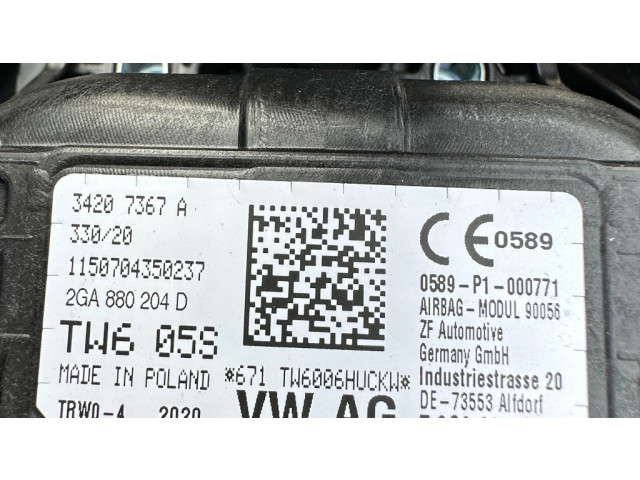 3420 7367 A
330/20
1150704350237
2GA 880 204 D
TW6 05S
MADE IN POLAND *671 TW6006HUCKW*
TRW0-4 2020 VW AG
CE 0589
0589-P1-000771
AIRBAG-MODUL 90056
ZF Automotive
Germany GmbH
Industriestrasse 20
DE-73553 Alfdorf